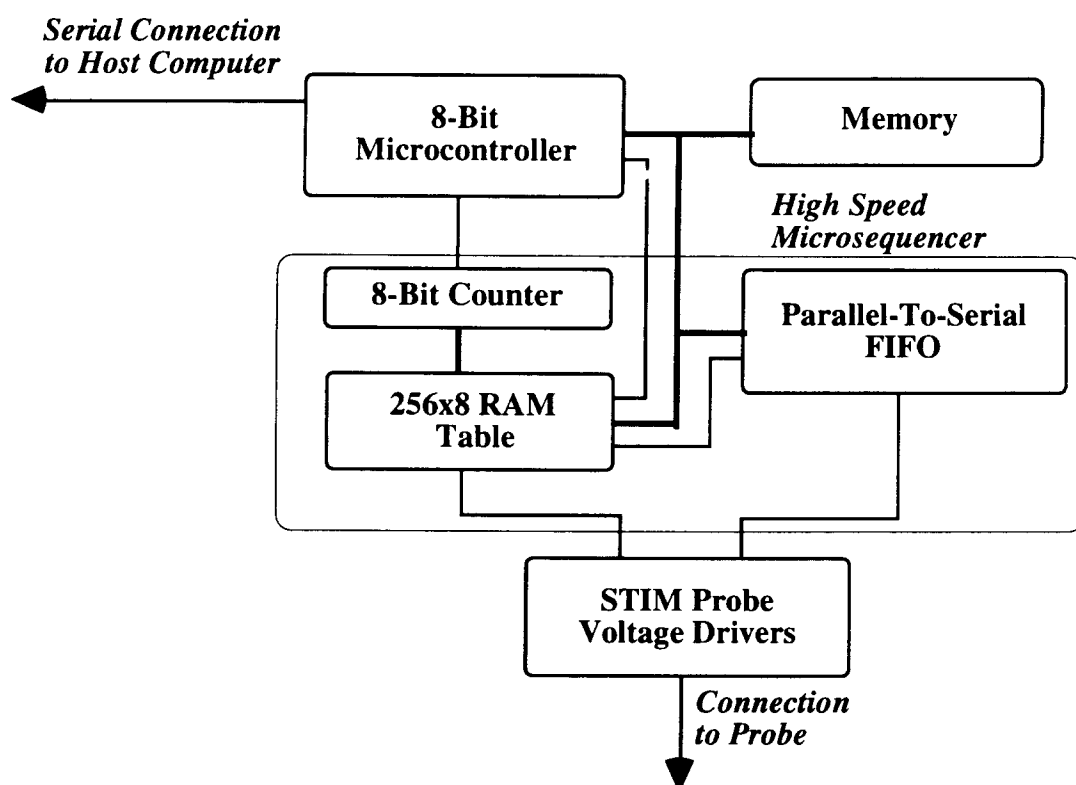 Serial Connection
to Host Computer
8-Bit
Microcontroller
Memory
High Speed
Microsequencer
8-Bit Counter
Parallel-To-Serial
FIFO
256x8 RAM
Table
STIM Probe
Voltage Drivers
Connection
to Probe